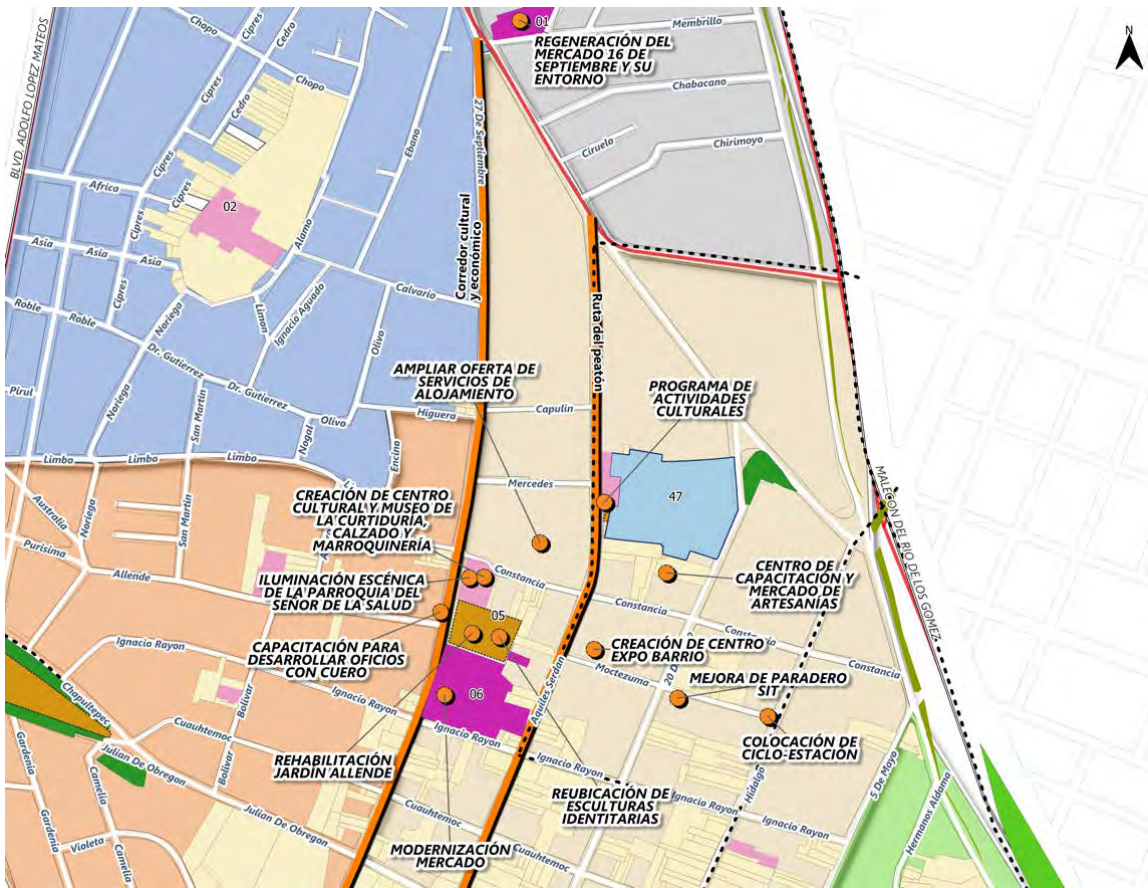 N
01
REGENERACIÓN DEL
MERCADO 16 DE
SEPTIEMBRE Y SU
ENTORNO
BLVD. ADOLFO LOPEZ MATEOS
Chopo
Cipres
Cedro
Membrillo
Chabacano
Chopo
Cipres
Cedro
Ebano
27 De Septiembre
Ciruelo
Chirimoyo
Cipres
Africa
Cipres
Cipres
02
Asia
Asia
Asia
Alamo
Corredor cultural
y económico
Cipres
Noriega
Limon
Ignacio Aguado
Calvario
Roble
Roble
Dr. Gutierrez
Olivo
Ruta del peatón
AMPLIAR OFERTA DE
SERVICIOS DE
ALOJAMIENTO
PROGRAMA DE
ACTIVIDADES
CULTURALES
Pirul
Noriega
San Martin
Dr. Gutierrez
Nogal
Olivo
Higuera
Capulin
Encino
Limbo
Limbo
Limbo
Mercedes
47
MALECON DEL RIO DE LOS GOMEZ
Australia
Noriega
San Martin
CREACIÓN DE CENTRO
CULTURAL Y MUSEO DE
LA CURTIDURÍA,
CALZADO Y
MARROQUINERÍA
Purisima
Allende
ILUMINACIÓN ESCÉNICA
DE LA PARROQUIA DEL
SEÑOR DE LA SALUD
Constancia
Constancia
Constancia
Constancia
CENTRO DE
CAPACITACIÓN Y
MERCADO DE
ARTESANÍAS
05
Ignacio Rayon
CAPACITACIÓN PARA
DESARROLLAR OFICIOS
CON CUERO
CREACIÓN DE CENTRO
EXPO BARRIO
Moctezuma
MEJORA DE PARADERO
SIT
Aquiles Serdan
Chapultepec
Bolivar
Ignacio Rayon
06
Ignacio Rayon
Ignacio Rayon
Ignacio Rayon
Ignacio Rayon
COLOCACIÓN DE
CICLO-ESTACIÓN
Cuauhtemoc
Gardenia
Camelia
Julian De Obregon
Bolivar
REHABILITACIÓN
JARDÍN ALLENDE
REUBICACIÓN DE
ESCULTURAS
IDENTITARIAS
Hidalgo
5 De Mayo
Hermanos Aldama
Julian De Obregon
Cuauhtemoc
Cuauhtemoc
Gardenia
Violeta
Camelia
MODERNIZACIÓN
MERCADO